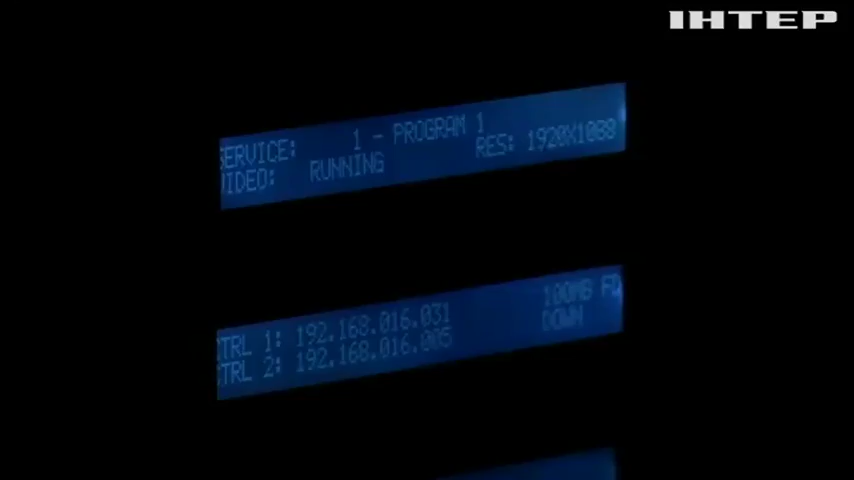 ІНТЕР
SERVICE: 1 - PROGRAM 1
VIDEO: RUNNING RES: 1920X1088
CTRL 1: 192.168.016.031 100MB FD
CTRL 2: 192.168.016.005 DOWN